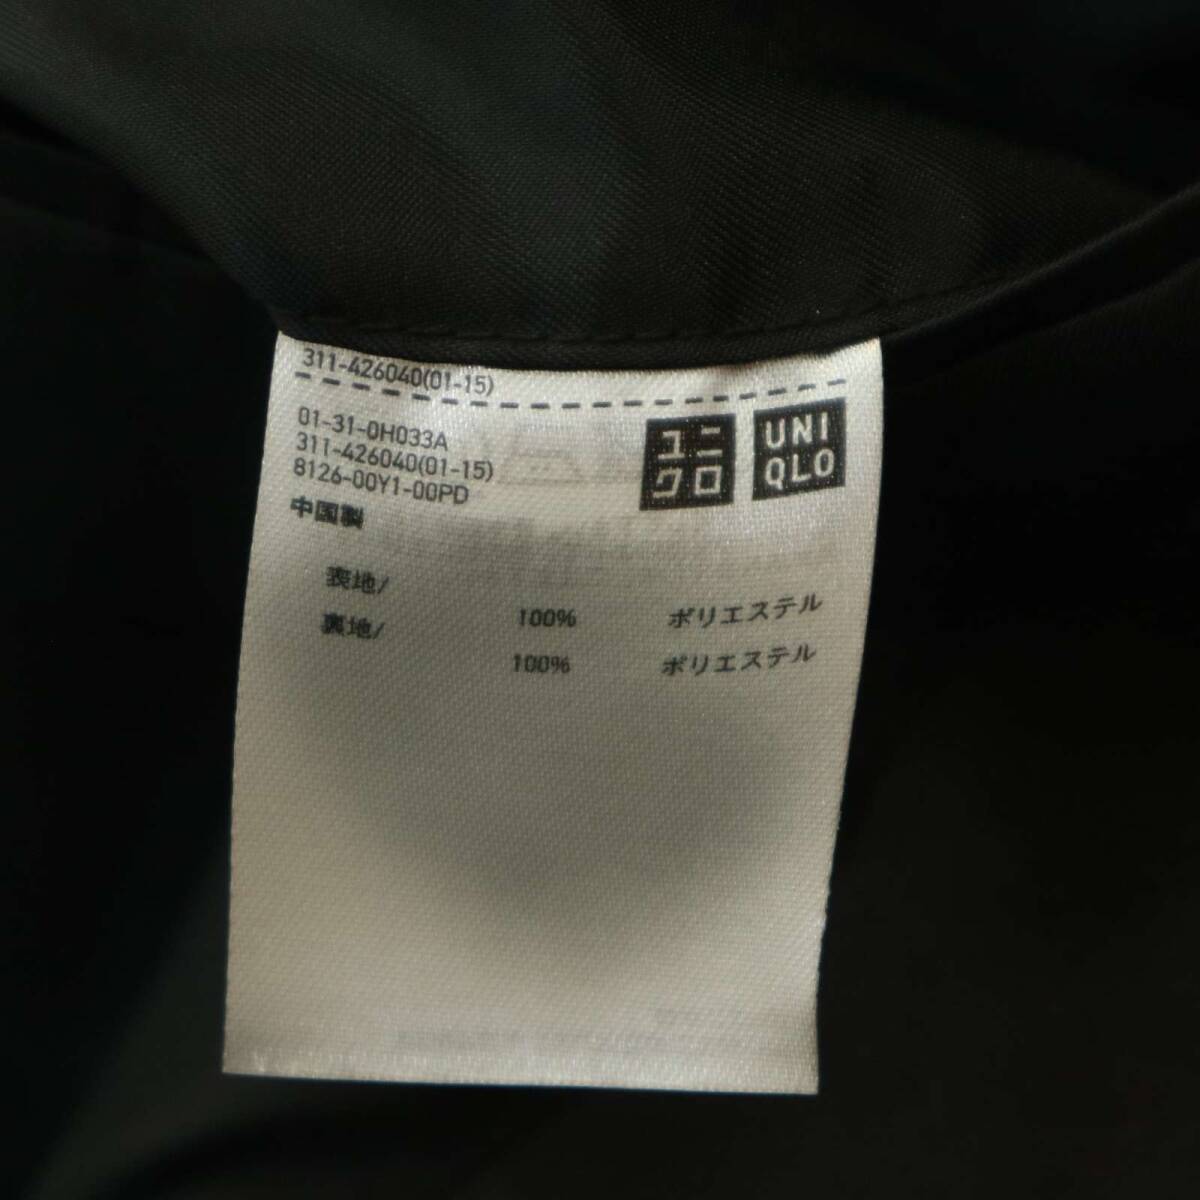 311-426040(01-15)
01-31-0H033A
311-426040(01-15)
8126-00Y1-00PD
中国製
ユニ
クロ
UNI
QLO
表地/
100% ポリエステル
裏地/
100% ポリエステル